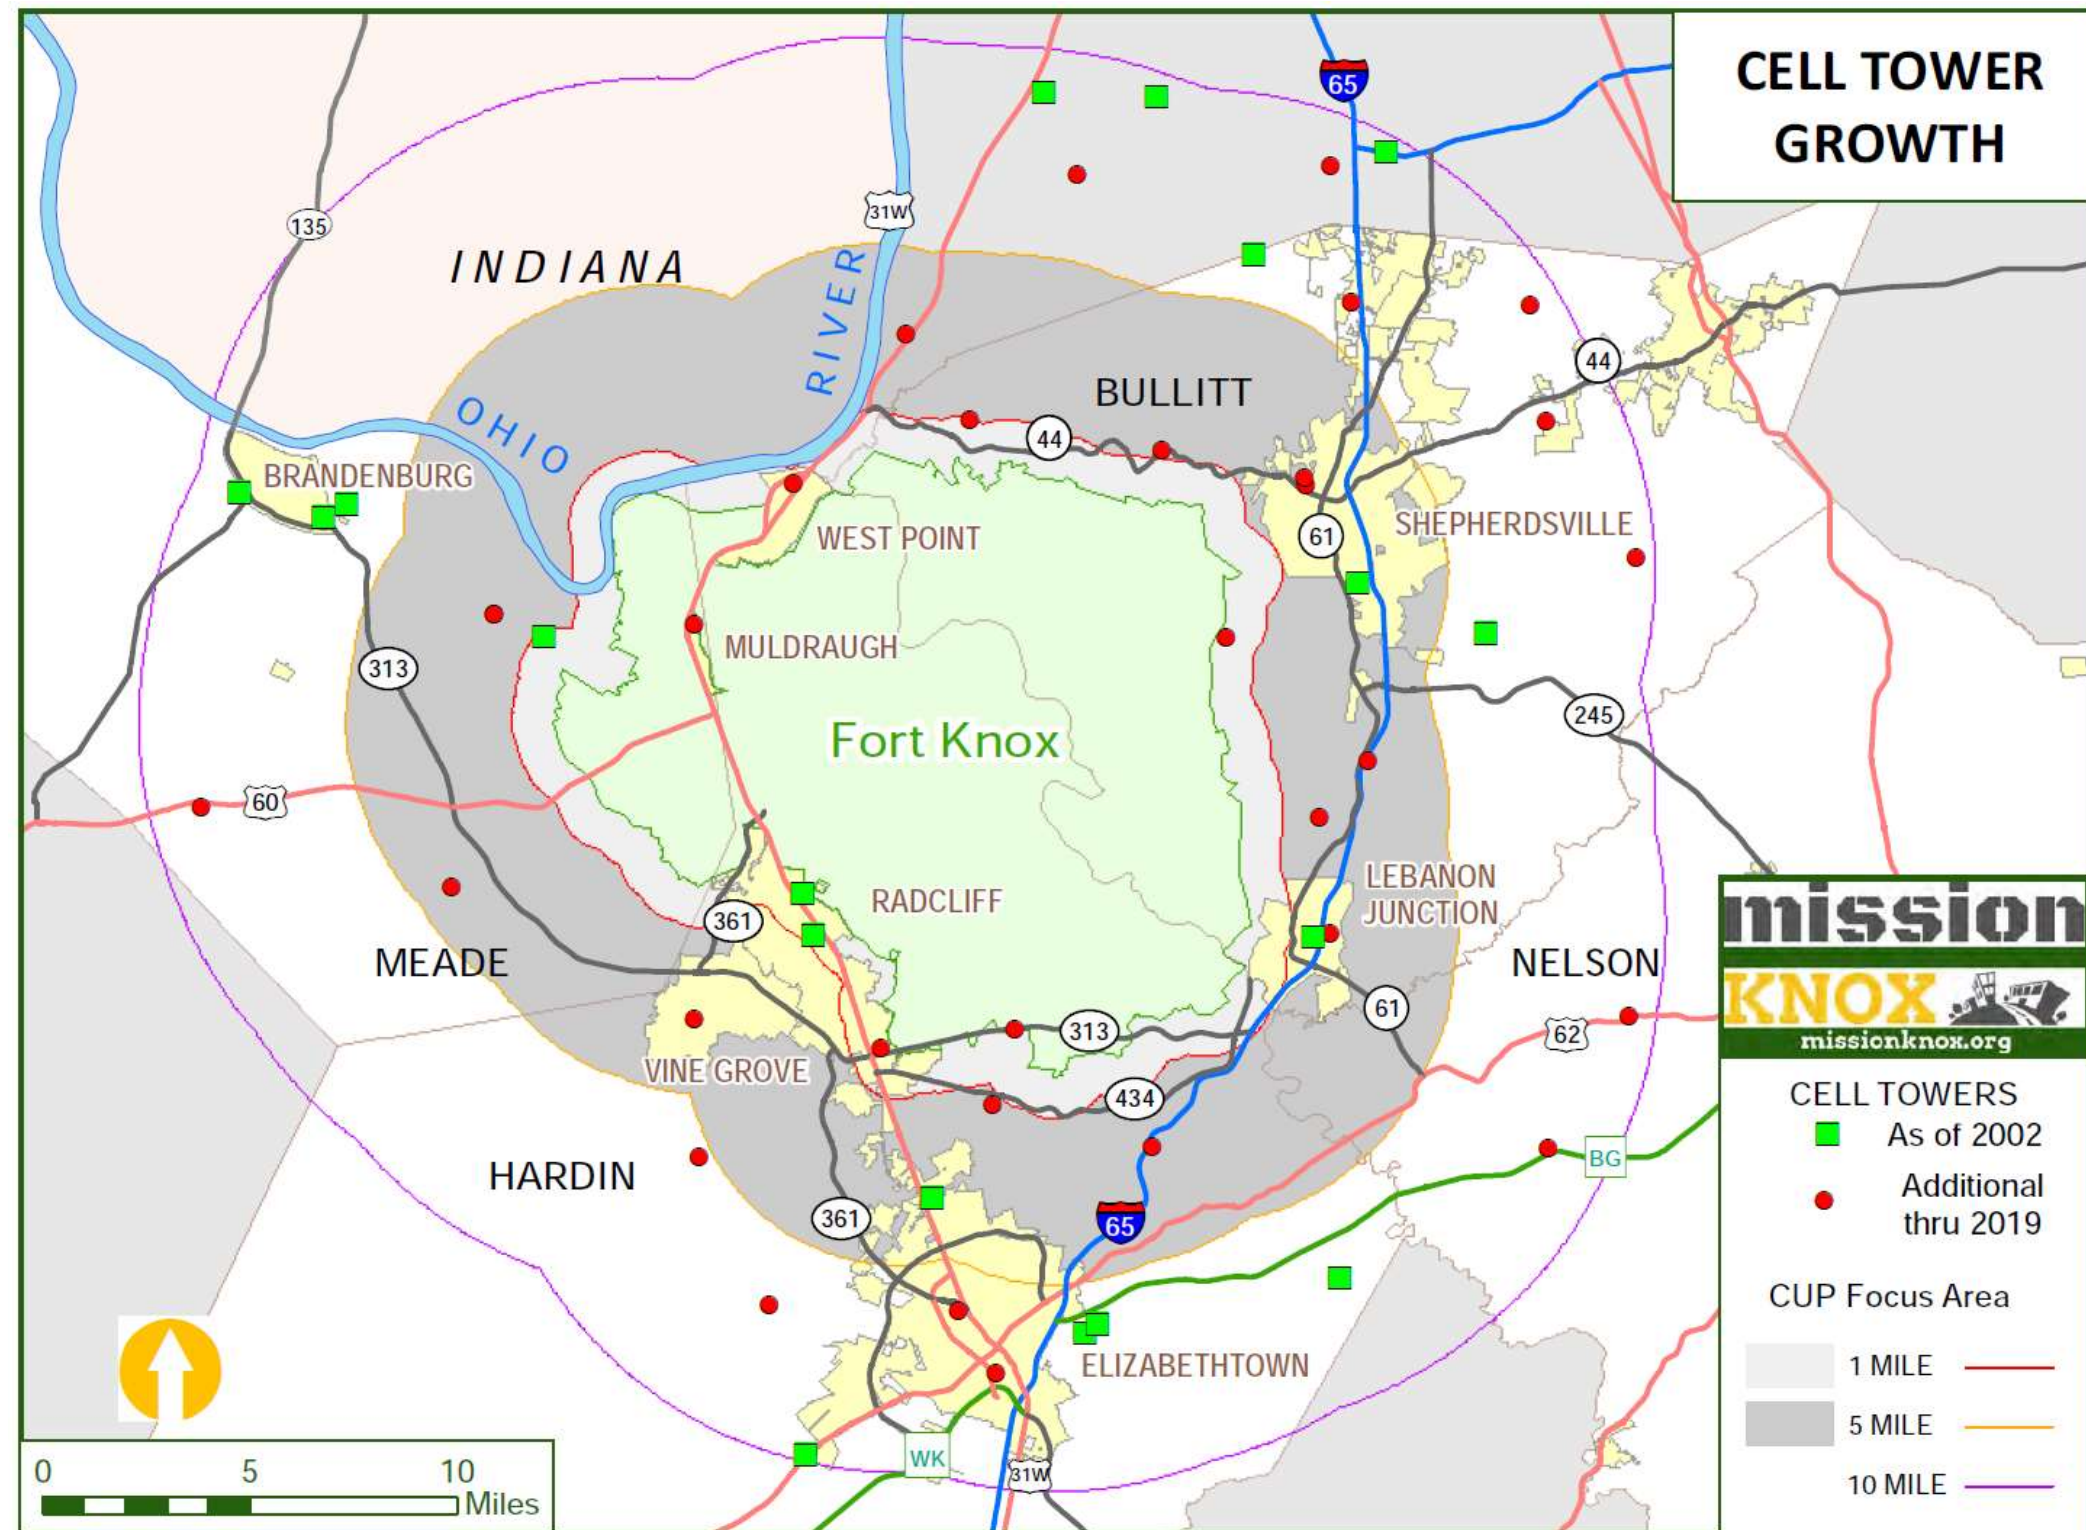 CELL TOWER
GROWTH
65
31W
135
INDIANA
RIVER
44
BULLITT
OHIO
44
BRANDENBURG
SHEPHERDSVILLE
WEST POINT
61
MULDRAUGH
313
245
Fort Knox
60
LEBANON
JUNCTION
RADCLIFF
361
MEADE
NELSON
61
313
62
VINE GROVE
434
BG
HARDIN
361
65
ELIZABETHTOWN
WK
31W
0 5 10
Miles
mission
KNOX
missionknox.org
CELL TOWERS
As of 2002
Additional
thru 2019
CUP Focus Area
1 MILE
5 MILE
10 MILE